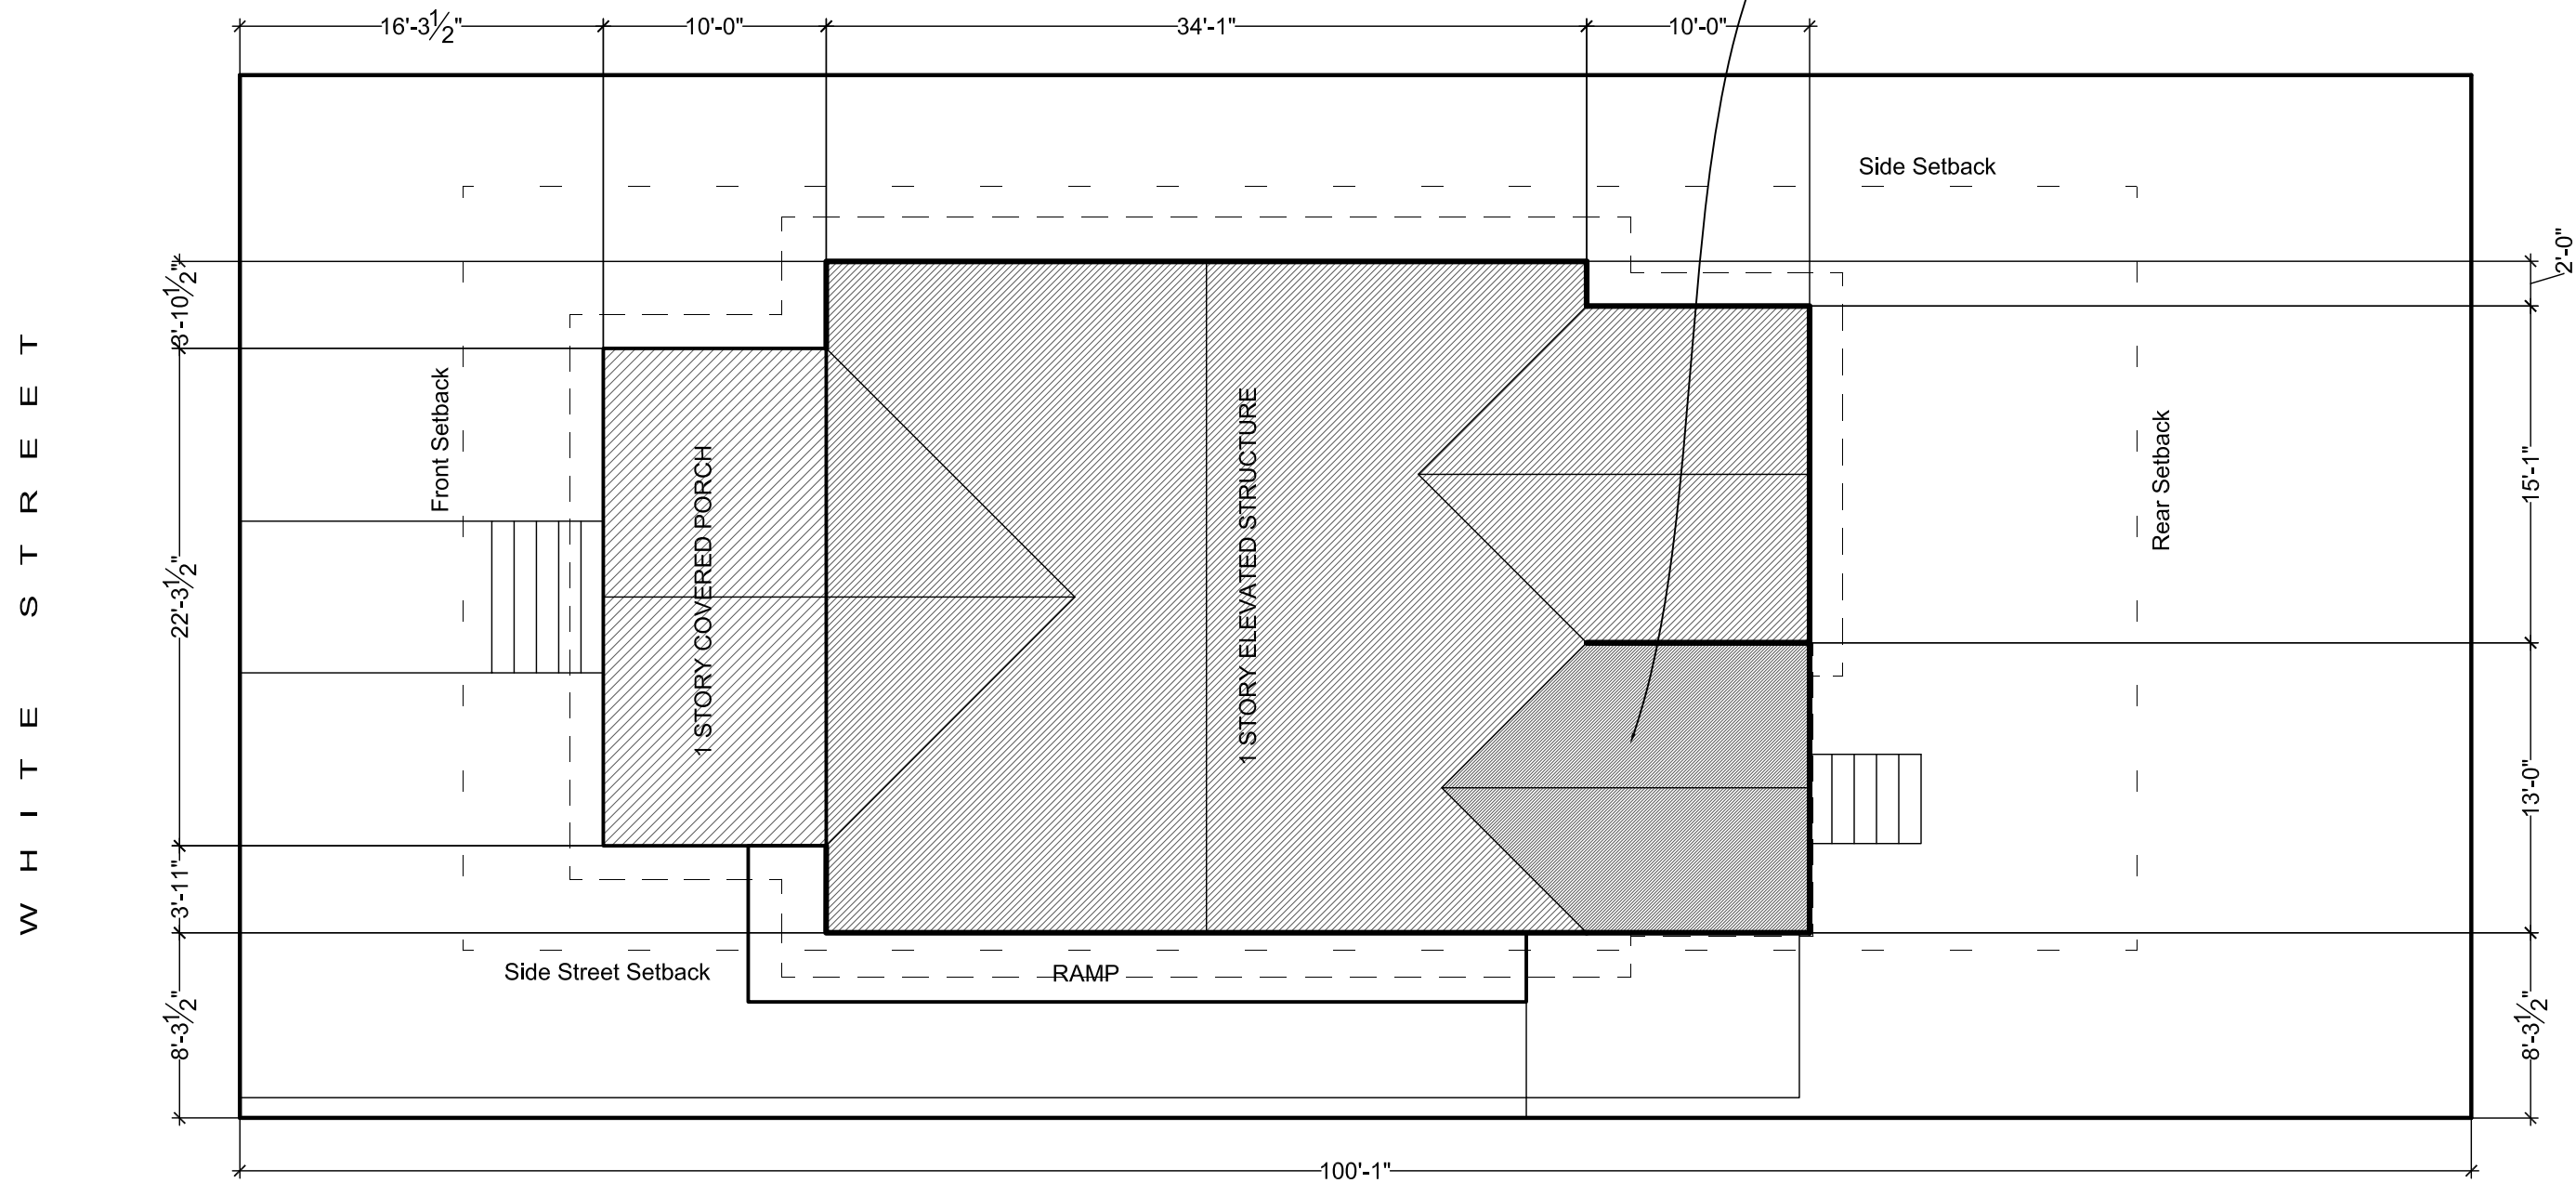 16'-3½"
10'-0"
34'-1"
10'-0"
Side Setback
2'-0"
3'-10½"
WHITE STREET
Front Setback
1 STORY COVERED PORCH
1 STORY ELEVATED STRUCTURE
Rear Setback
15'-1"
22'-3½"
13'-0"
3'-11"
Side Street Setback
RAMP
8'-3½"
8'-3½"
100'-1"